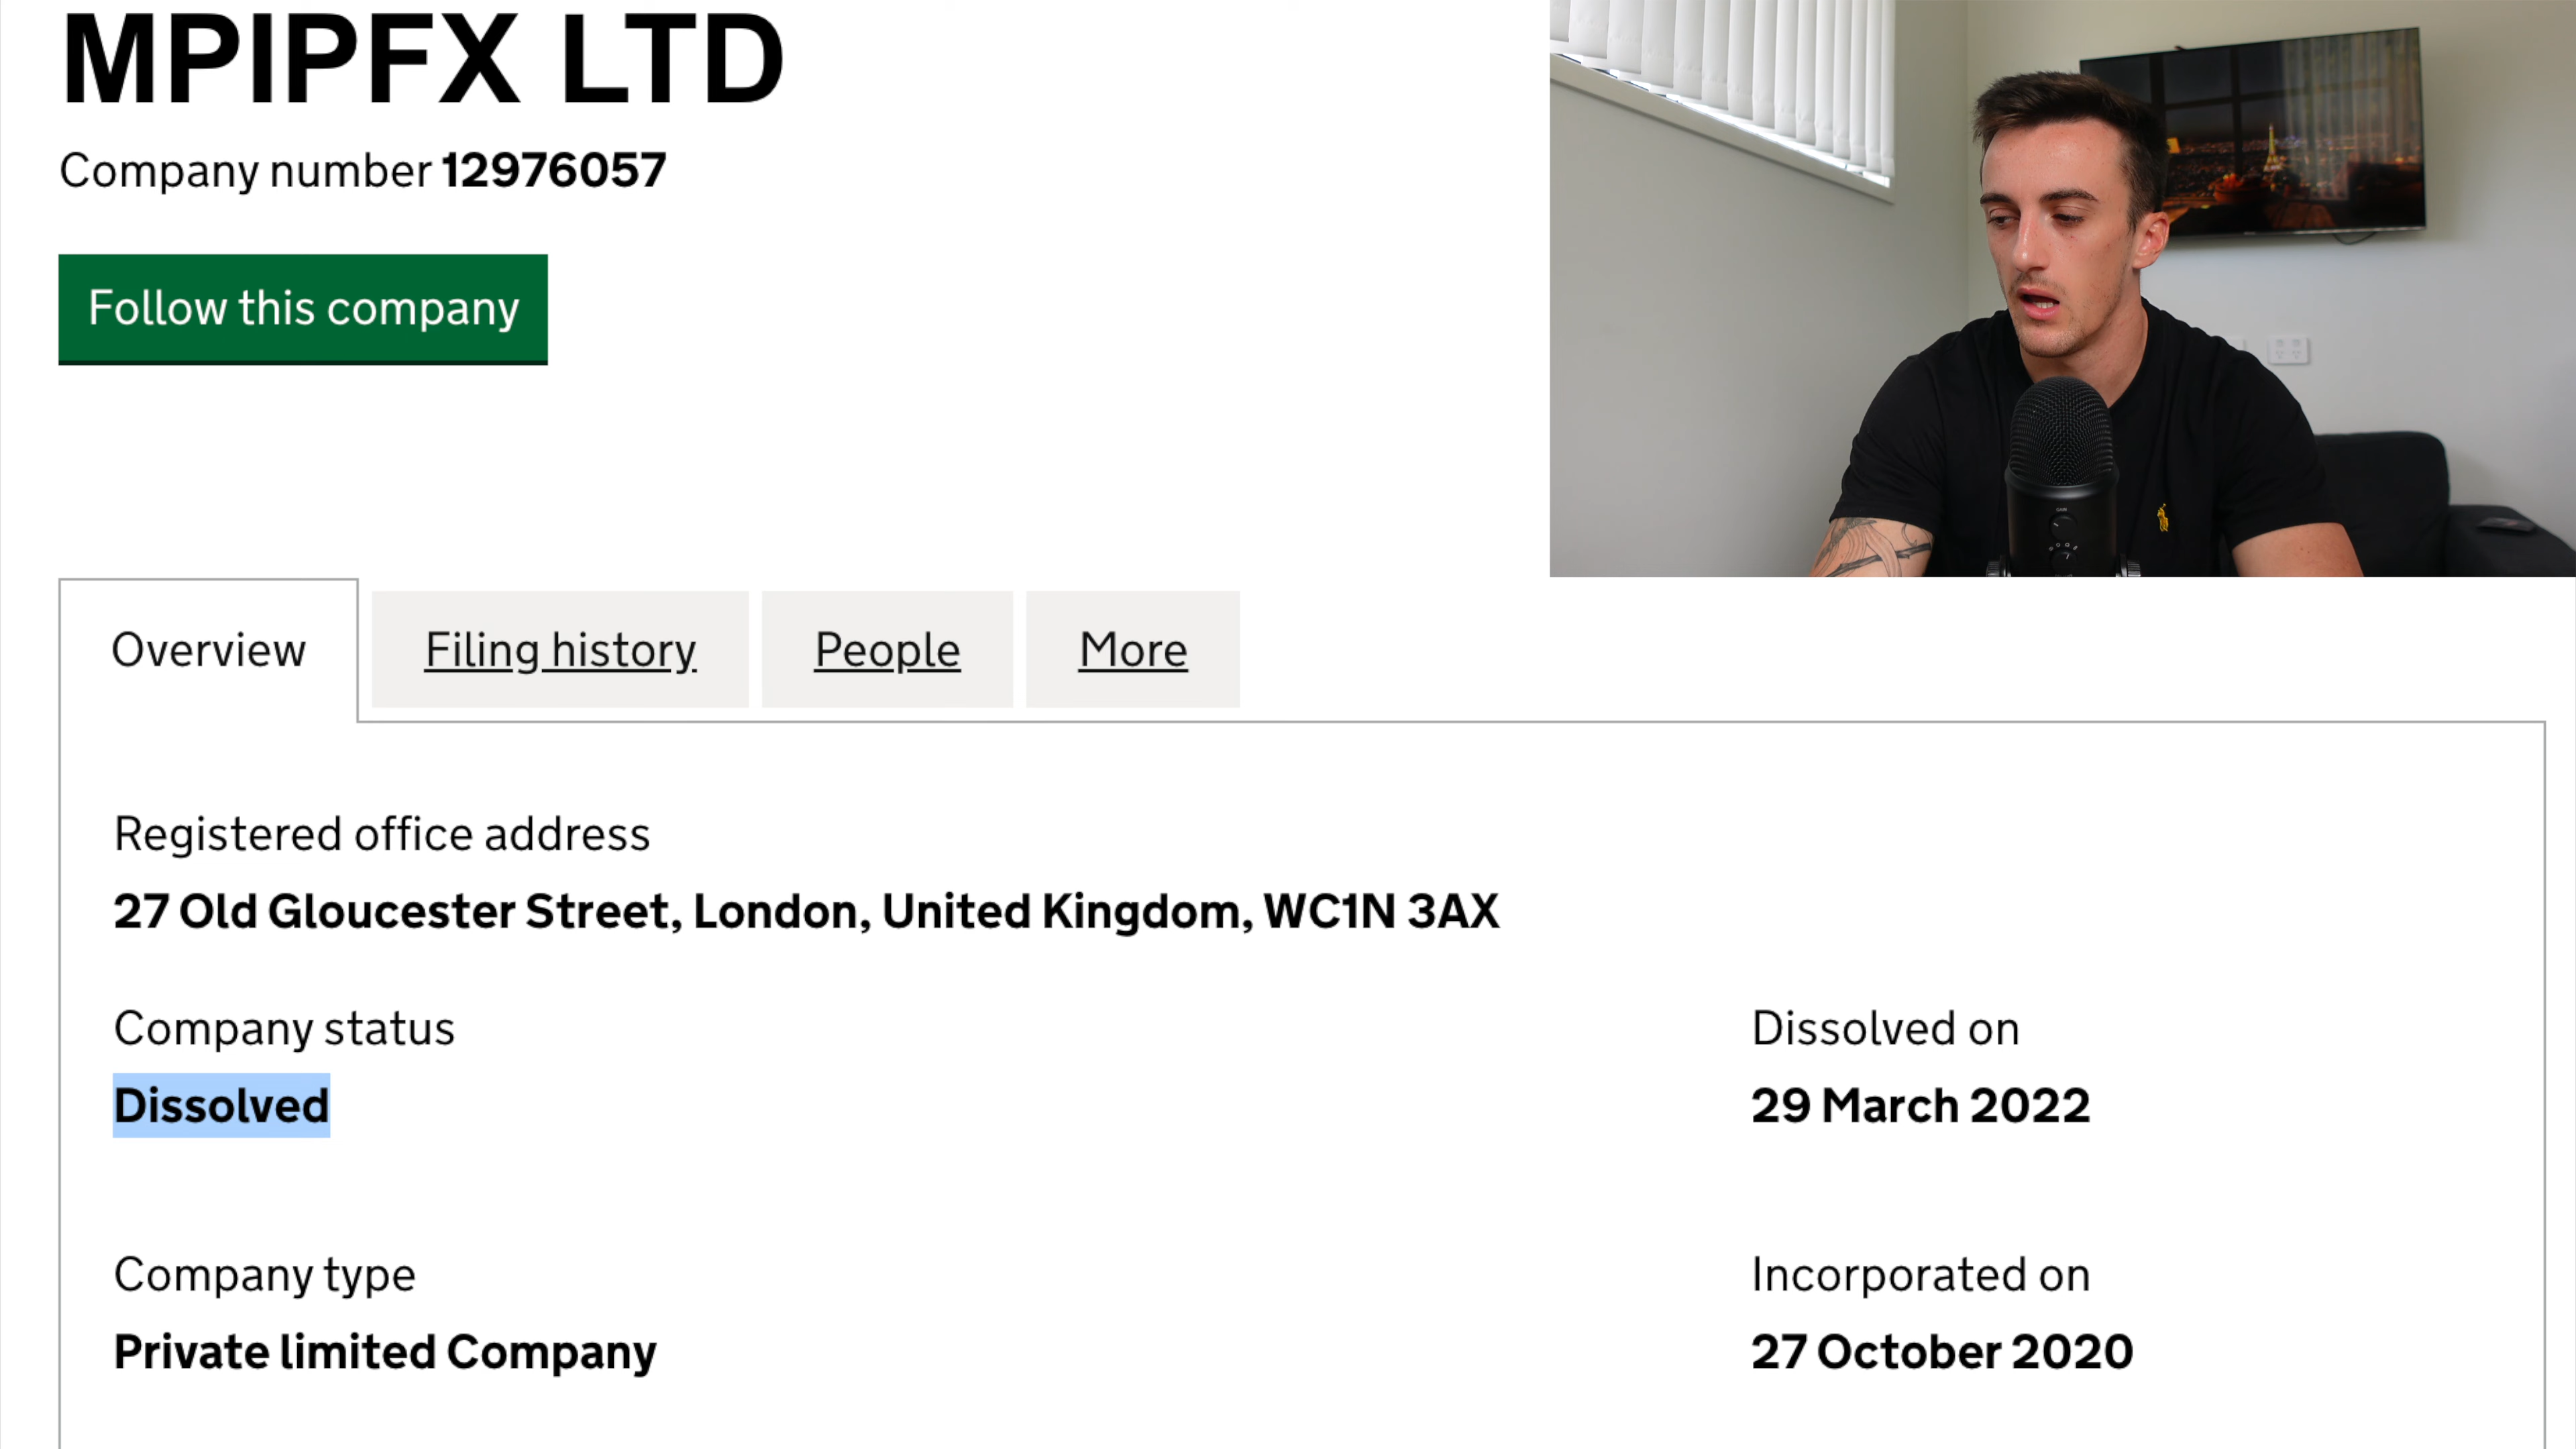 MPIPFX LTD
Company number 12976057
Follow this company
Overview
Filing history
People
More
Registered office address
27 Old Gloucester Street, London, United Kingdom, WC1N 3AX
Company status
Dissolved on
Dissolved
29 March 2022
Company type
Incorporated on
Private limited Company
27 October 2020